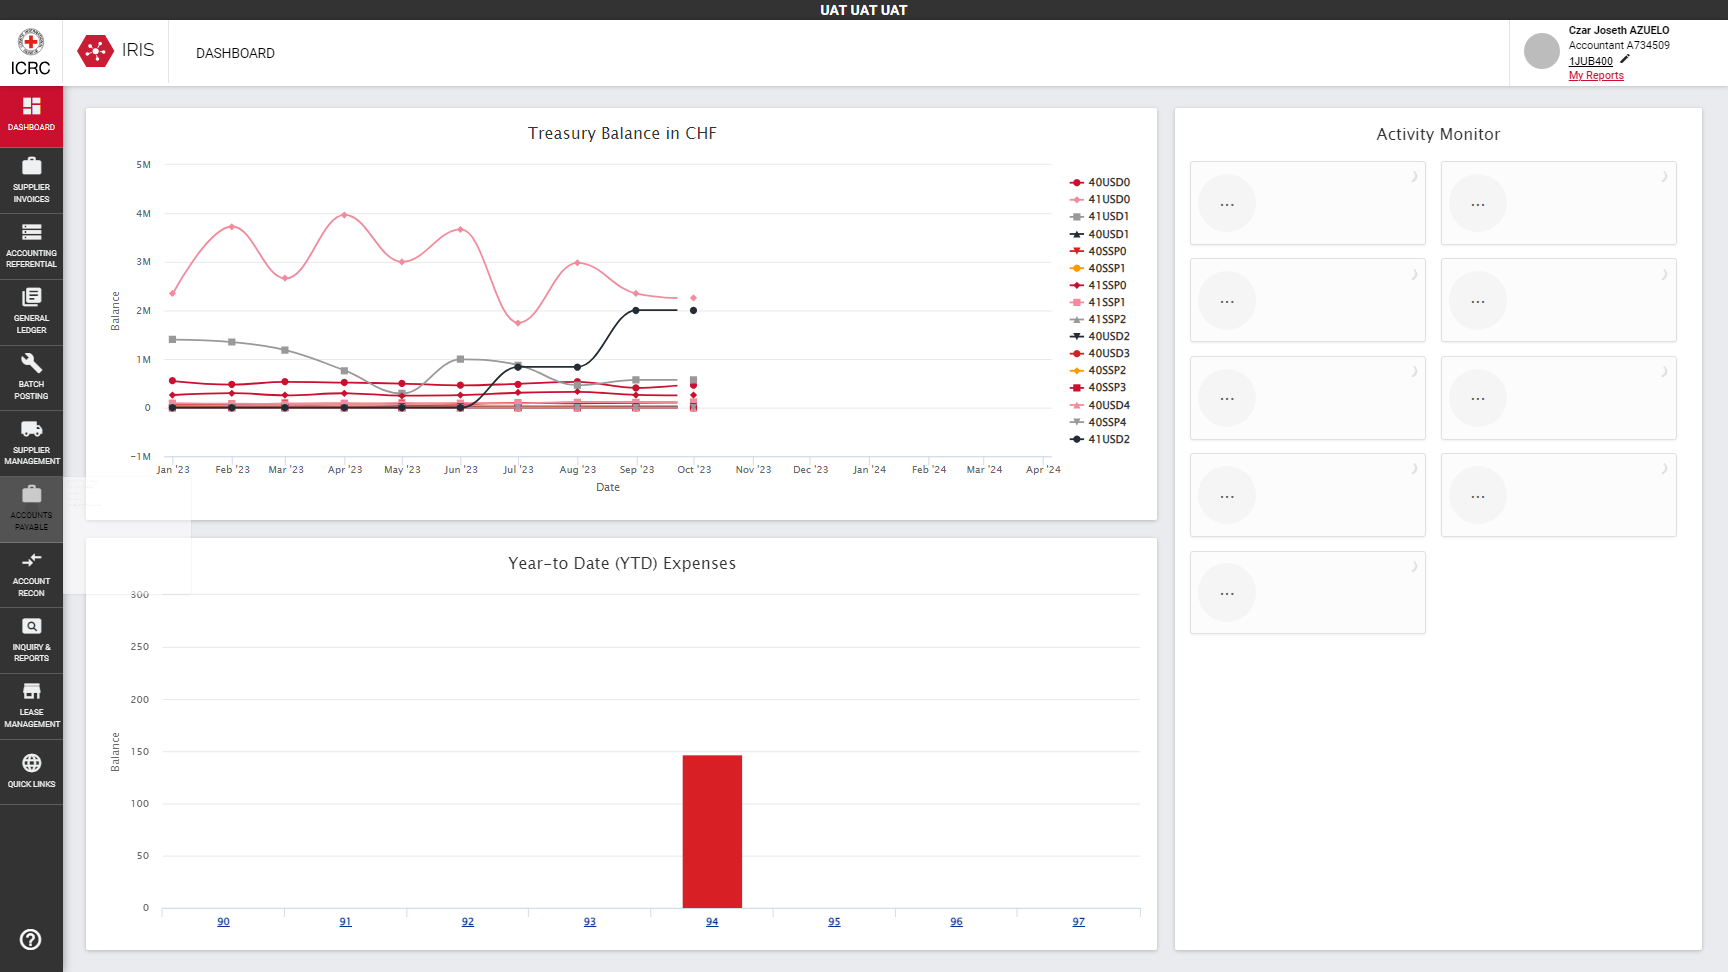 UAT UAT UAT
ICRC
IRIS
DASHBOARD
Czar Joseth AZUELO
Accountant A734509
1JUB400
My Reports
DASHBOARD
SUPPLIER
INVOICES
ACCOUNTING
REFERENTIAL
GENERAL
LEDGER
BATCH
POSTING
SUPPLIER
MANAGEMENT
ACCOUNTS
PAYABLE
ACCOUNT
RECON
INQUIRY &
REPORTS
LEASE
MANAGEMENT
QUICK LINKS
Treasury Balance in CHF
5M
4M
3M
2M
1M
0
−1M
Balance
Jan '23 Feb '23 Mar '23 Apr '23 May '23 Jun '23 Jul '23 Aug '23 Sep '23 Oct '23 Nov '23 Dec '23 Jan '24 Feb '24 Mar '24 Apr '24
Date
40USD0
41USD0
41USD1
40USD1
40SSP0
40SSP1
41SSP0
41SSP1
41SSP2
40USD2
40USD3
40SSP2
40SSP3
40USD4
40SSP4
41USD2
Year-to Date (YTD) Expenses
300
250
200
150
100
50
0
Balance
90 91 92 93 94 95 96 97
Activity Monitor
... ...
... ...
... ...
... ...
...